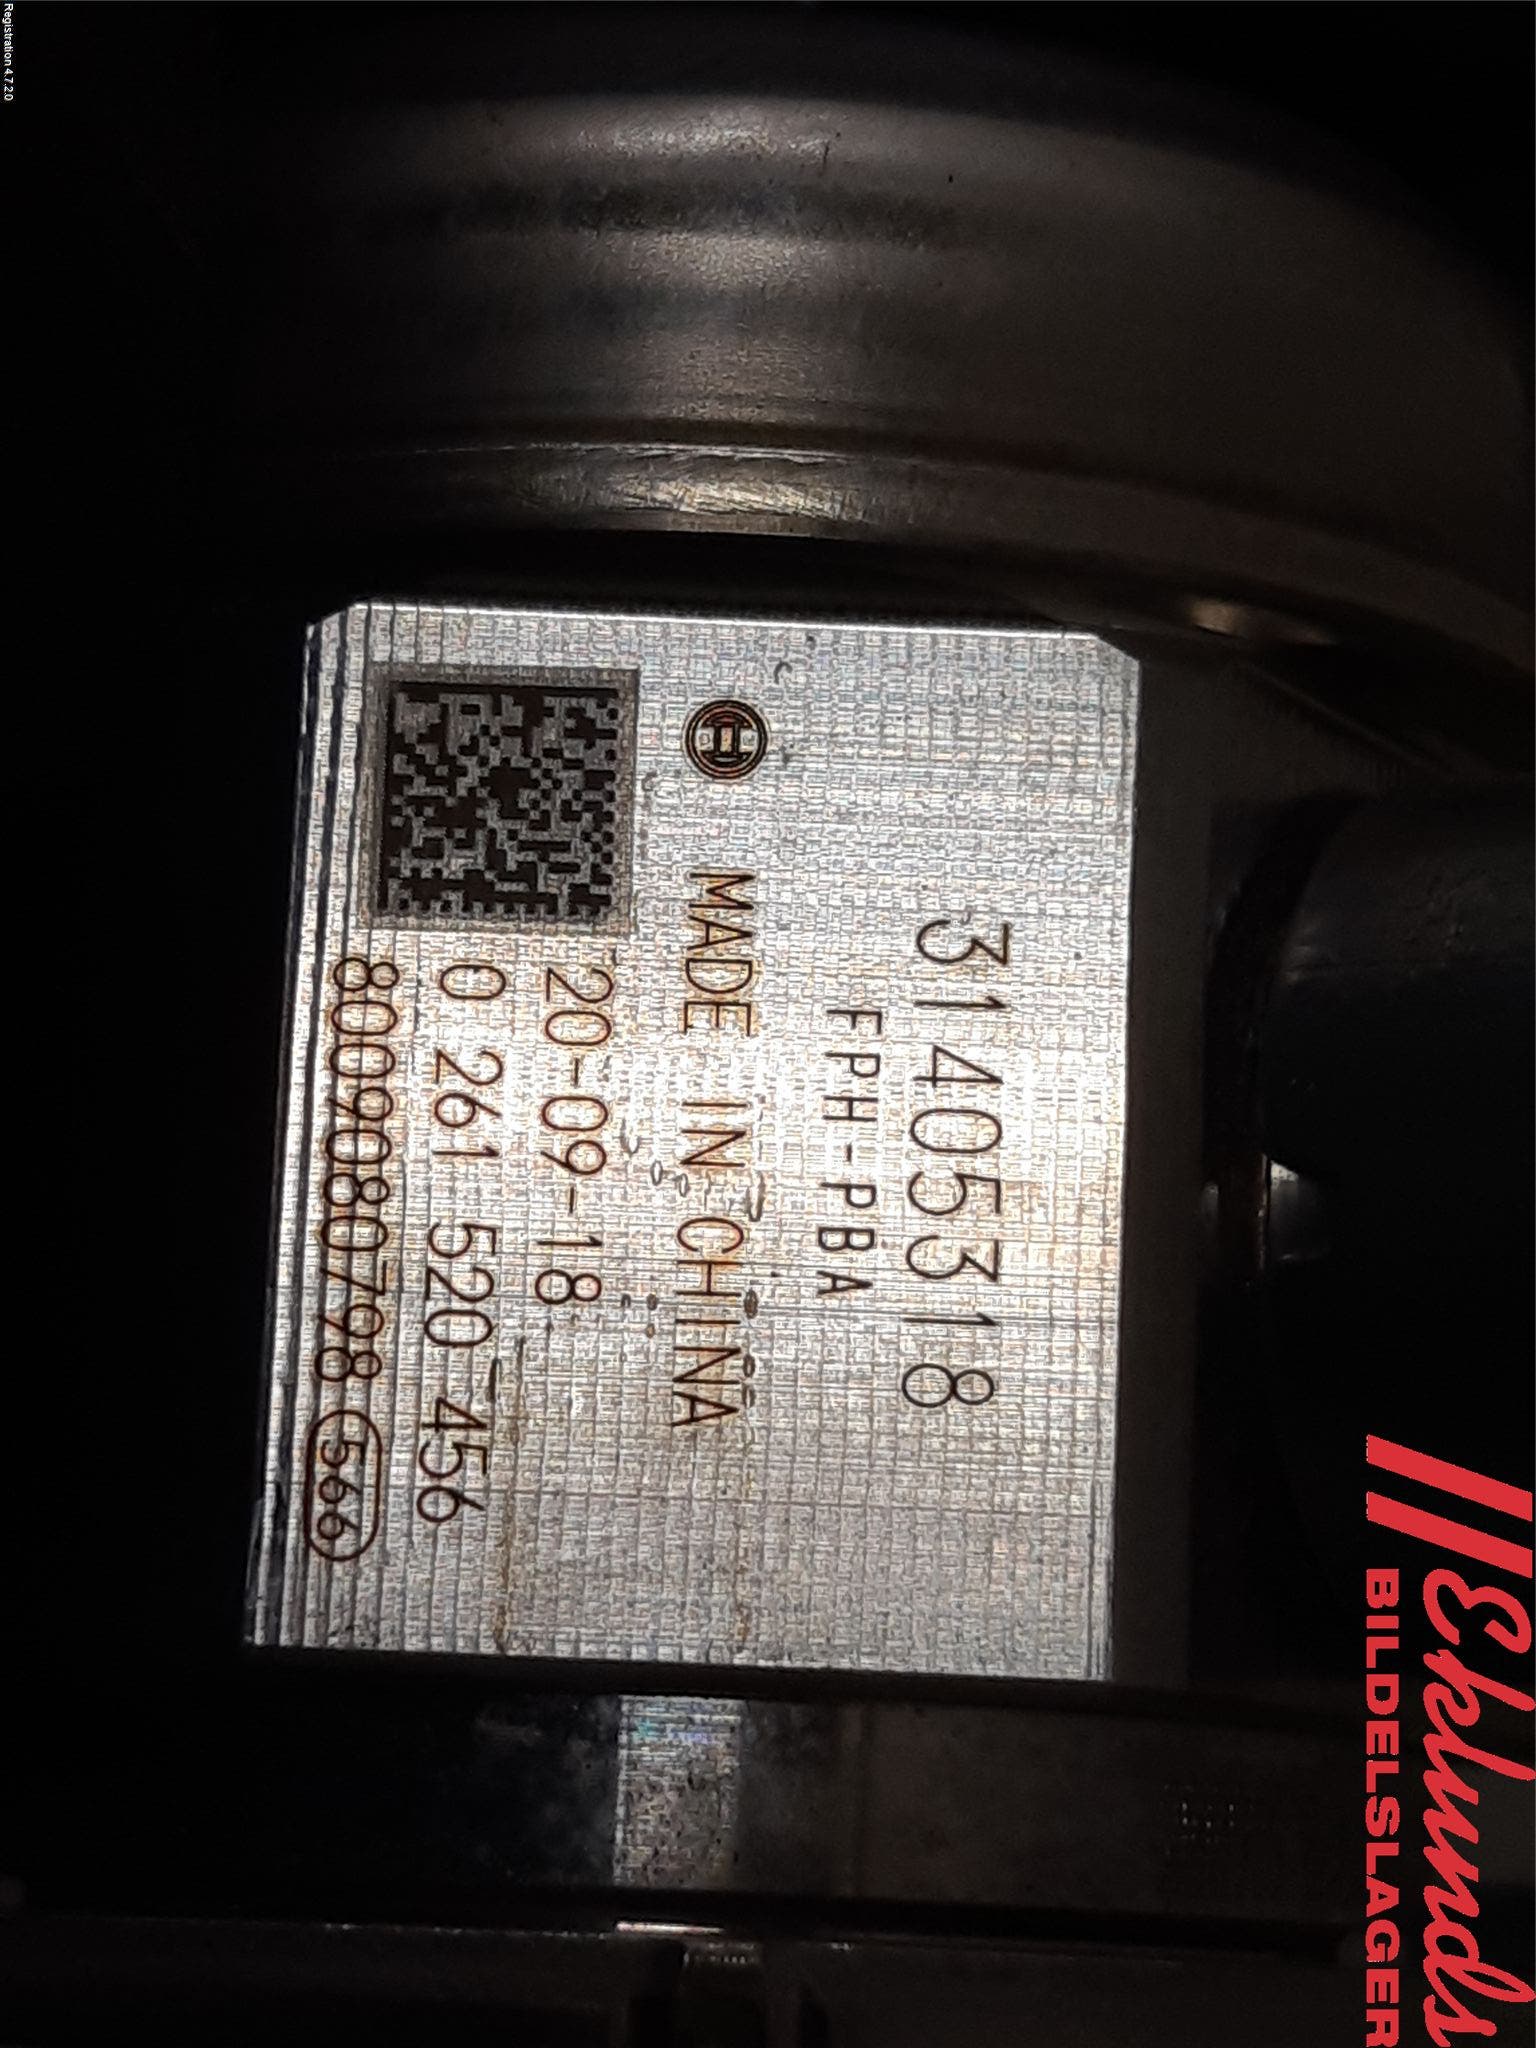 31405318
FPH-PBA
MADE IN CHINA
20-09-18
0 261 520 456
8009080798 566
Eklunds
BILDELSLAGER
Registration 4.7.2.0